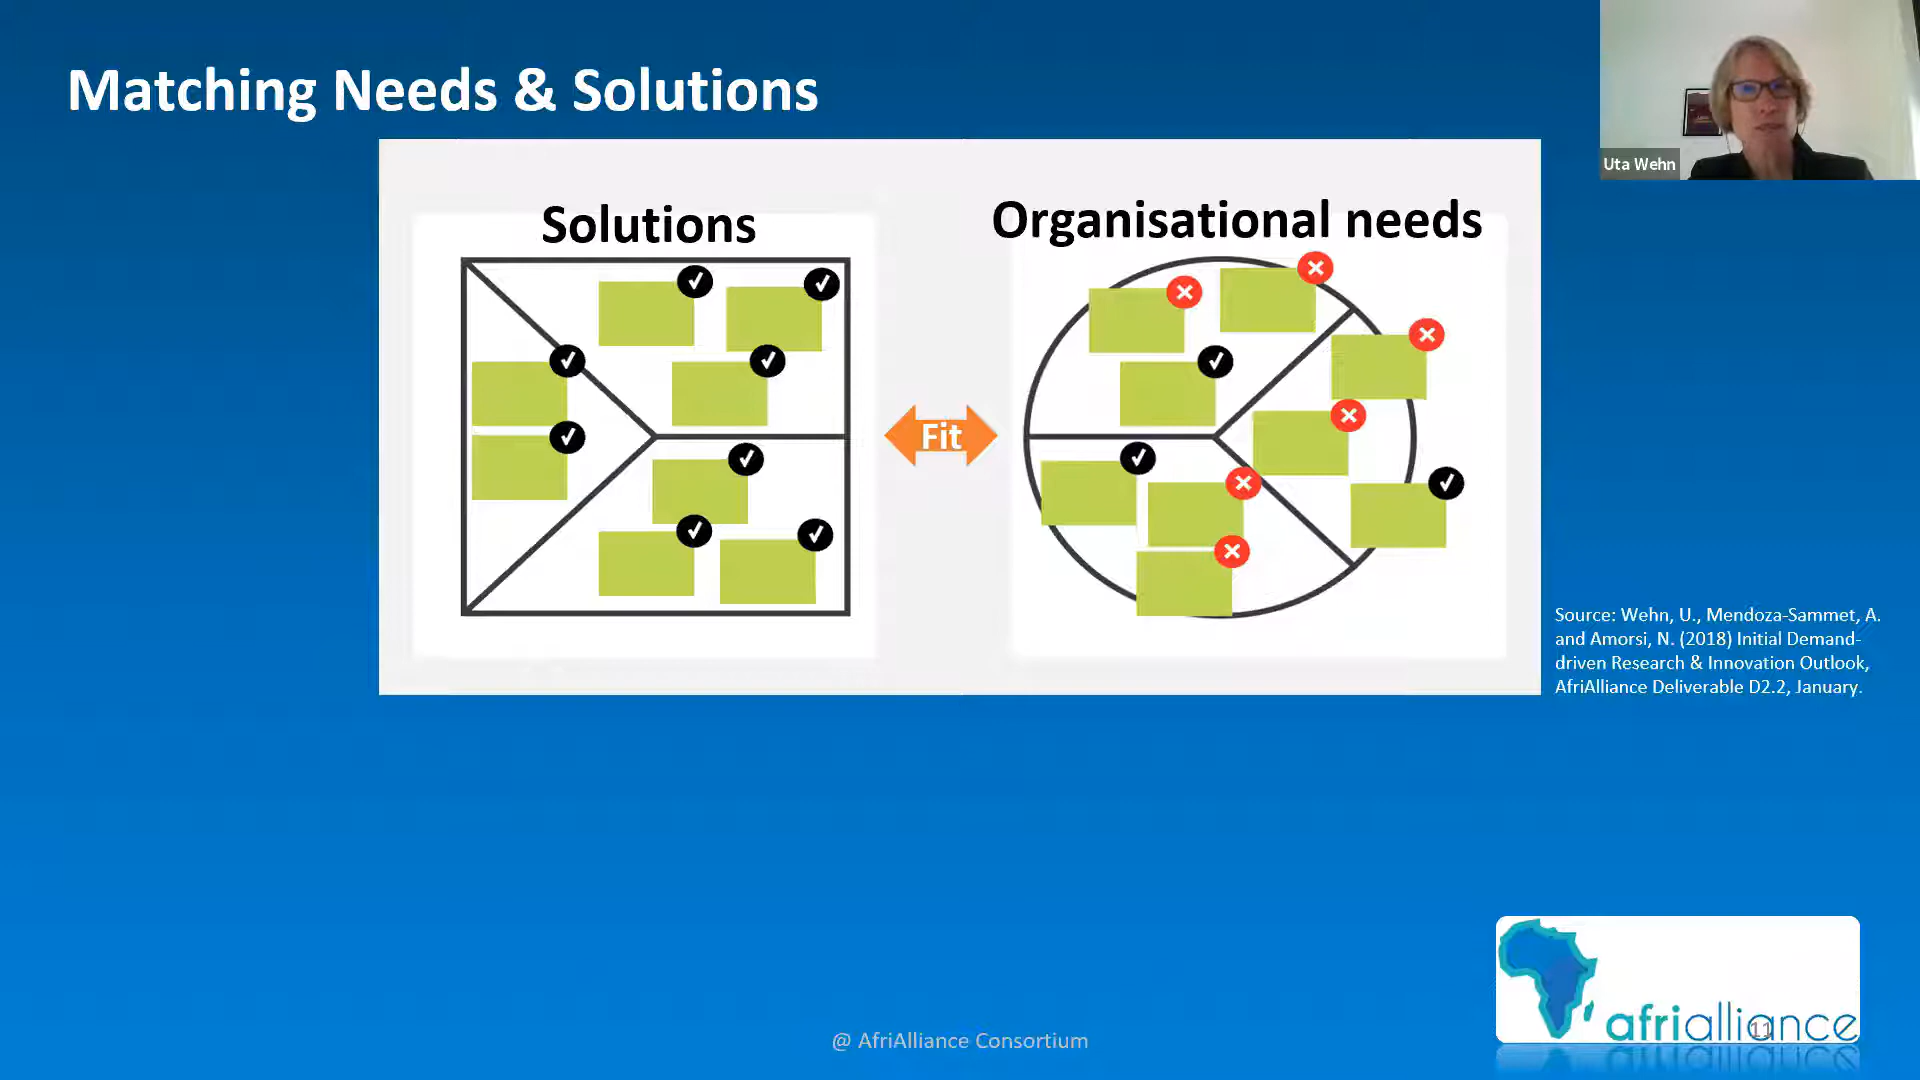 Matching Needs & Solutions
Uta Wehn
Solutions
Organisational needs
Fit
Source: Wehn, U., Mendoza-Sammet, A.
and Amorsi, N. (2018) Initial Demand-
driven Research & Innovation Outlook,
AfriAlliance Deliverable D2.2, January.
@ AfriAlliance Consortium
afrialliance
11